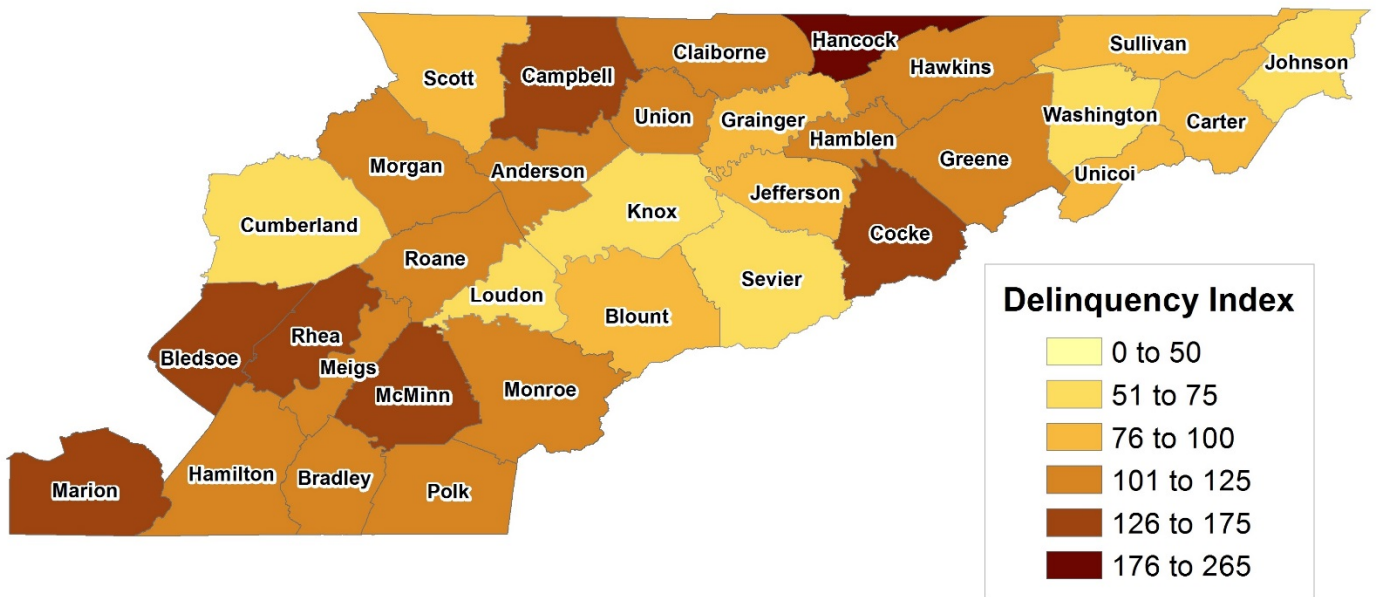 Hancock
Claiborne
Sullivan
Hawkins
Johnson
Scott
Campbell
Union
Grainger
Washington
Carter
Hamblen
Morgan
Anderson
Greene
Unicoi
Jefferson
Knox
Cumberland
Cocke
Roane
Sevier
Loudon
Blount
Rhea
Bledsoe
Meigs
McMinn
Monroe
Hamilton
Bradley
Polk
Marion
Delinquency Index
0 to 50
51 to 75
76 to 100
101 to 125
126 to 175
176 to 265